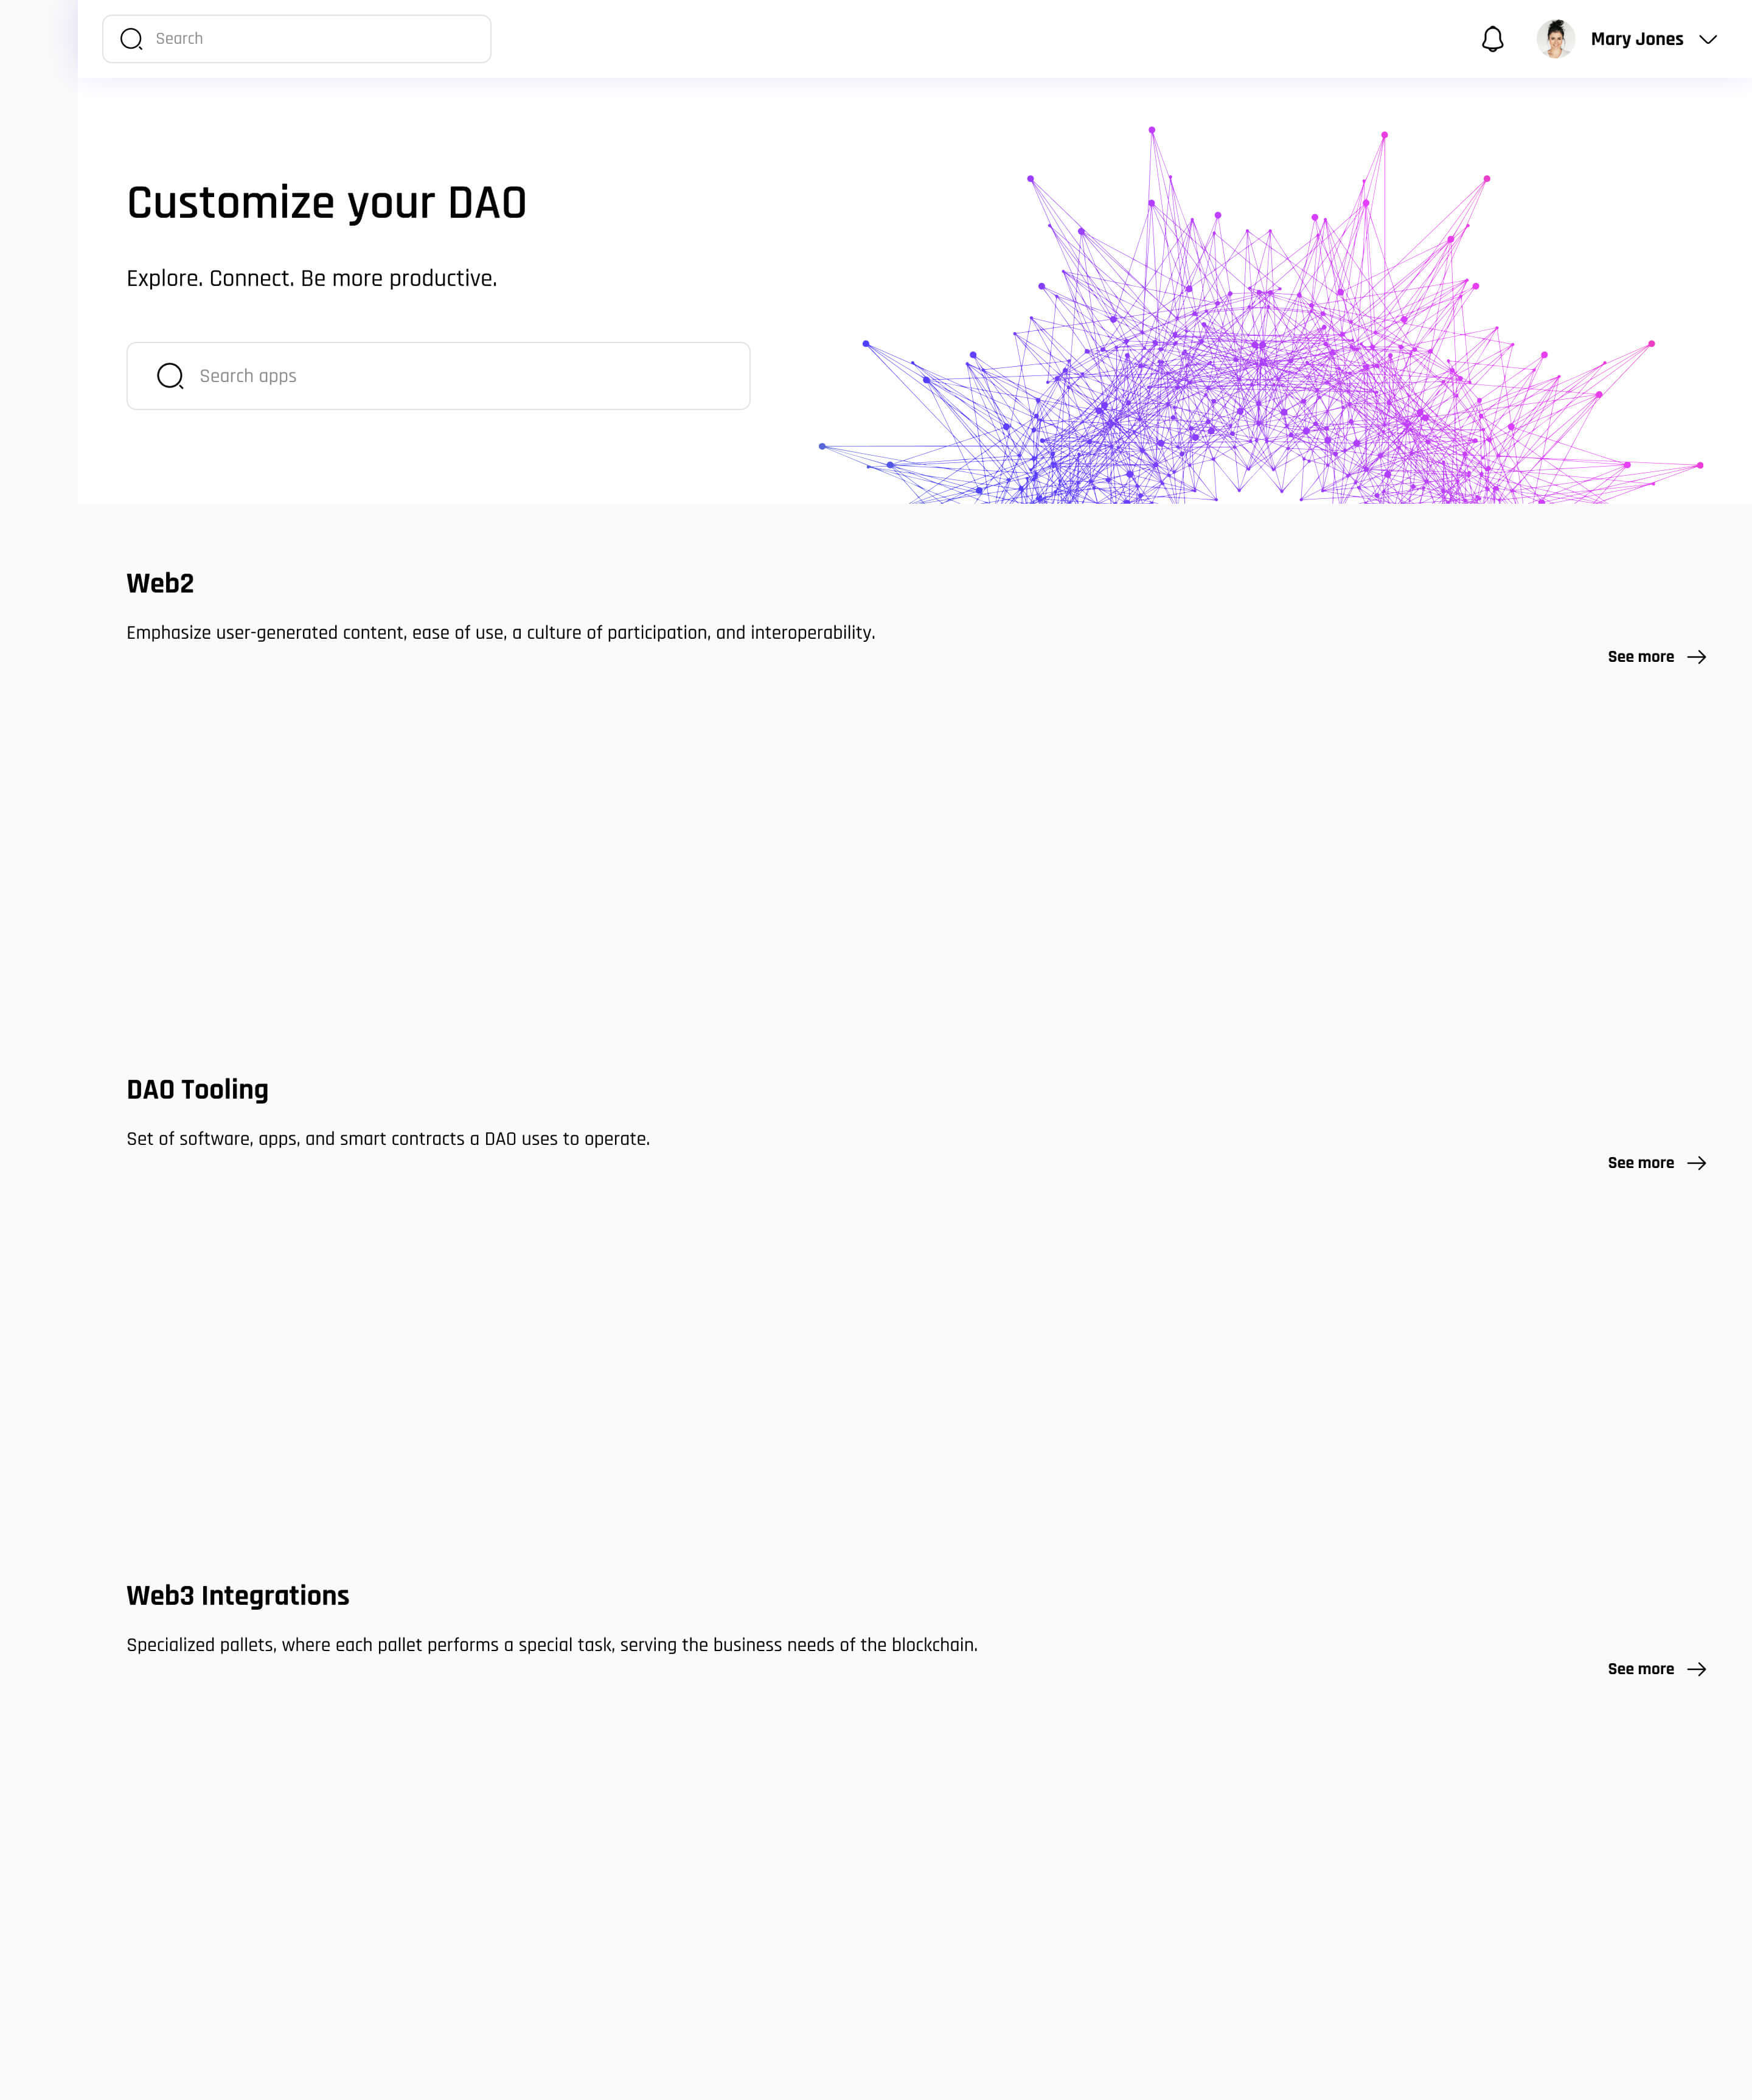 Search
Mary Jones
Customize your DAO
Explore. Connect. Be more productive.
Search apps
Web2
Emphasize user-generated content, ease of use, a culture of participation, and interoperability.
See more
DAO Tooling
Set of software, apps, and smart contracts a DAO uses to operate.
See more
Web3 Integrations
Specialized pallets, where each pallet performs a special task, serving the business needs of the blockchain.
See more